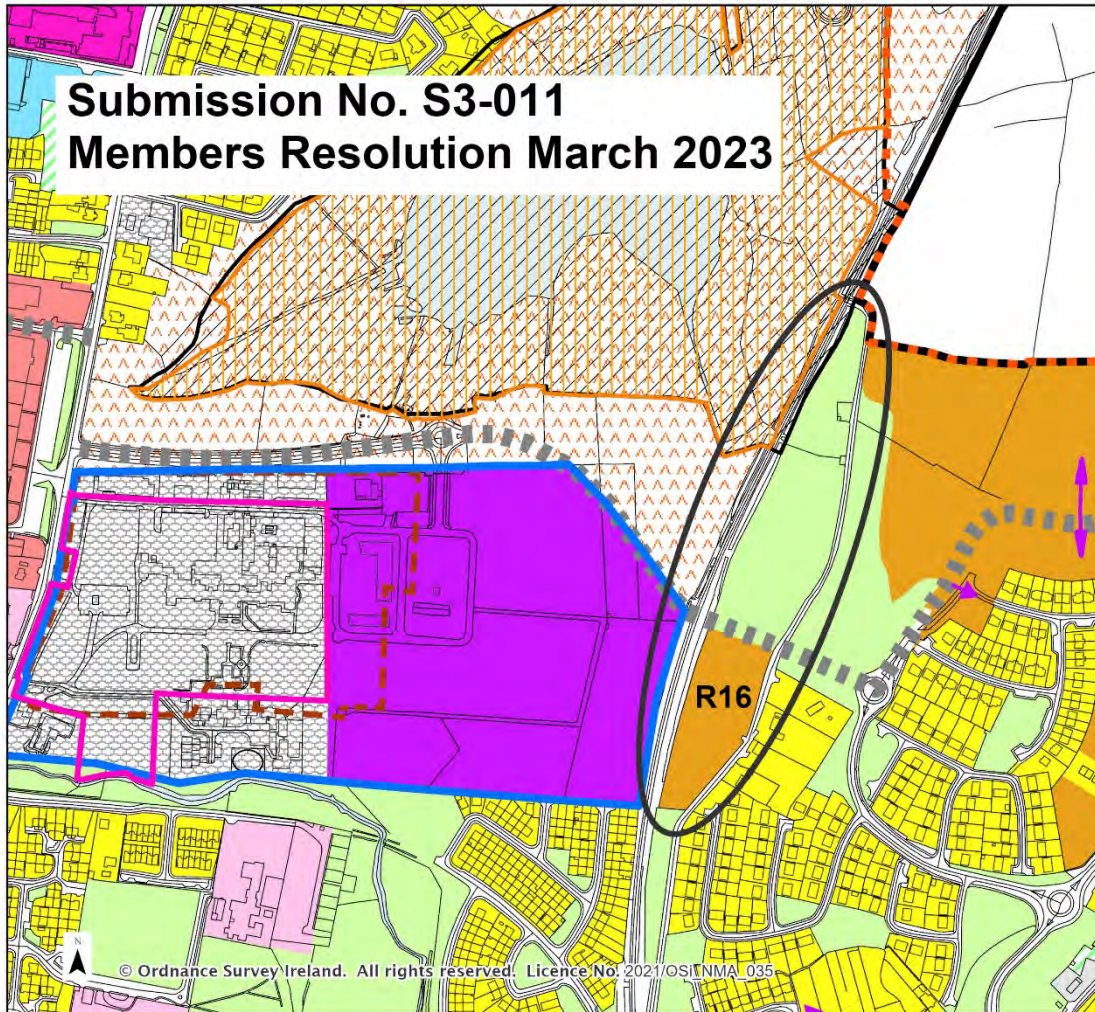 Submission No. S3-011
Members Resolution March 2023
R16
N
© Ordnance Survey Ireland. All rights reserved. Licence No. 2021/OSI_NMA_035